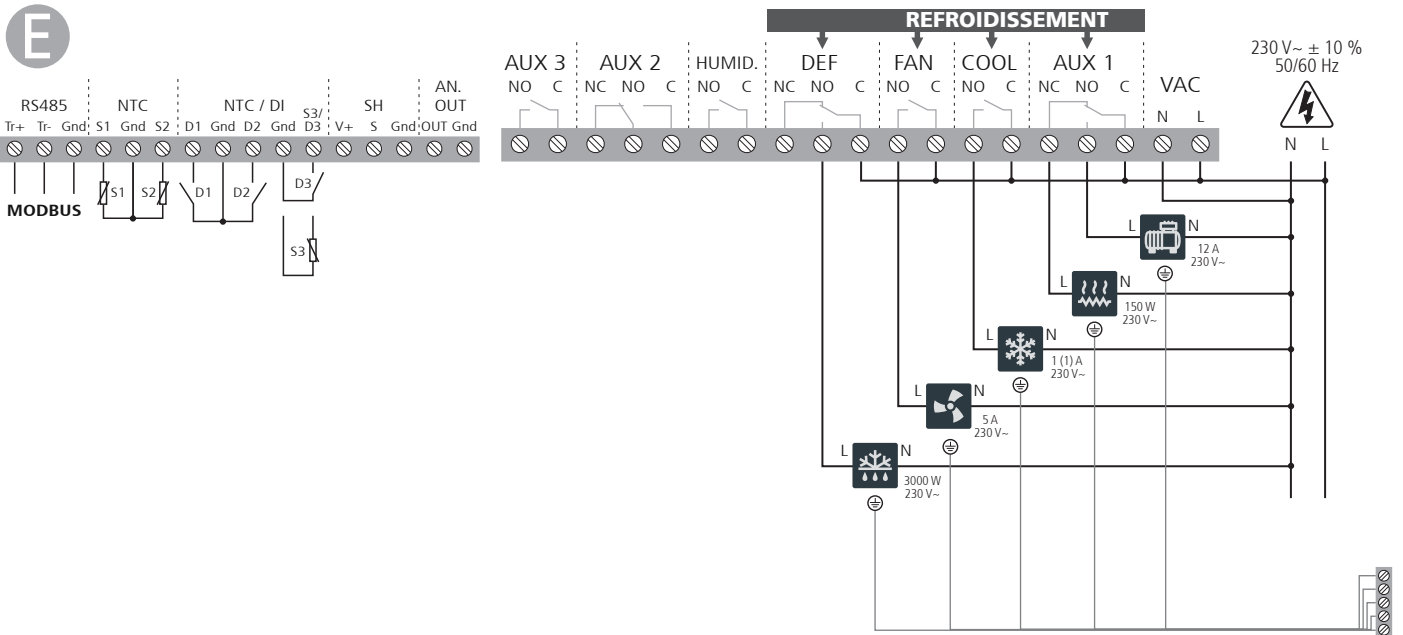 E
REFROIDISSEMENT
230 V~ ± 10 %
50/60 Hz
AUX 3 AUX 2 HUMID. DEF FAN COOL AUX 1 VAC
NO C NC NO C NO C NC NO C NO C NO C NC NO C N L
RS485 NTC NTC / DI SH AN. OUT
Tr+ Tr- Gnd S1 Gnd S2 D1 Gnd D2 Gnd S3/D3 V+ S Gnd OUT Gnd
N L
MODBUS
S1 S2 D1 D2 D3
S3
L N
12 A
230 V~
L N
150 W
230 V~
L N
1 (1) A
230 V~
L N
5 A
230 V~
L N
3000 W
230 V~